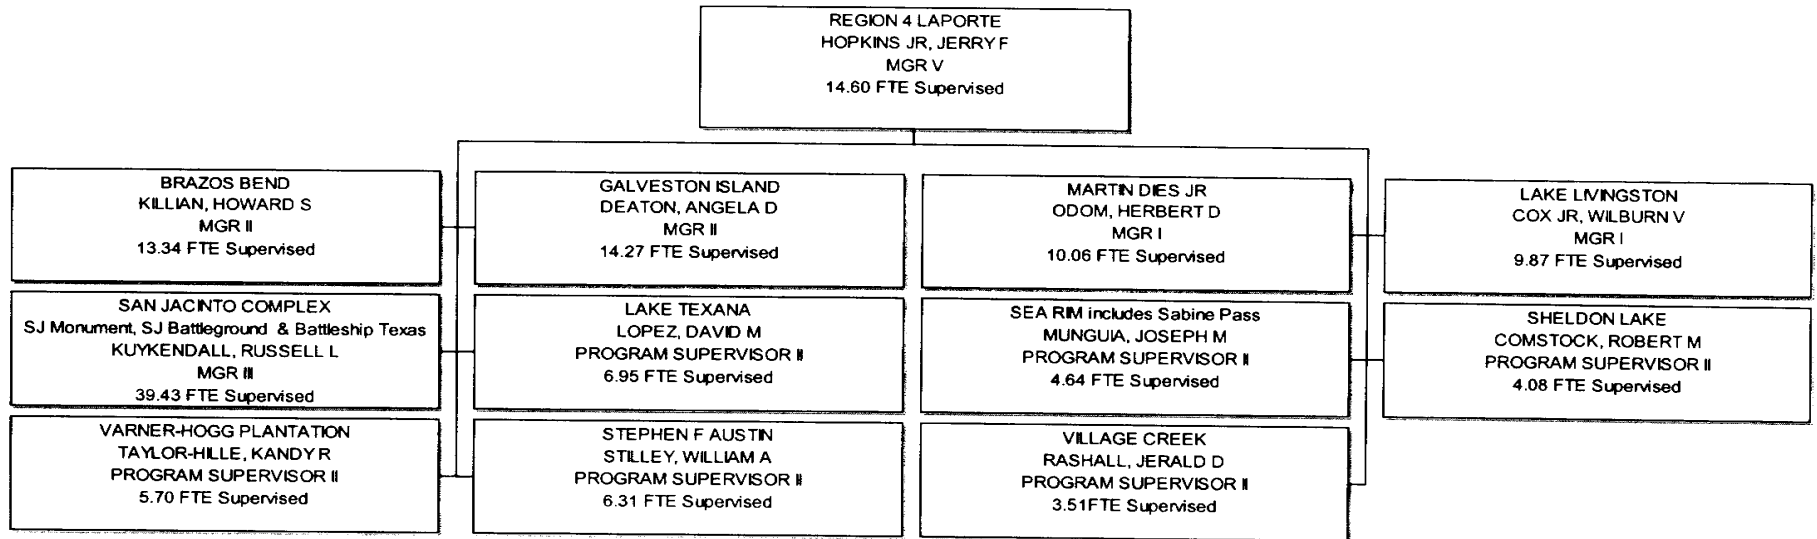 REGION 4 LAPORTE
HOPKINS JR, JERRY F
MGR V
14.60 FTE Supervised
BRAZOS BEND
KILLIAN, HOWARD S
MGR II
13.34 FTE Supervised
GALVESTON ISLAND
DEATON, ANGELA D
MGR II
14.27 FTE Supervised
MARTIN DIES JR
ODOM, HERBERT D
MGR I
10.06 FTE Supervised
LAKE LIVINGSTON
COX JR, WILBURN V
MGR I
9.87 FTE Supervised
SAN JACINTO COMPLEX
SJ Monument, SJ Battleground & Battleship Texas
KUYKENDALL, RUSSELL L
MGR III
39.43 FTE Supervised
LAKE TEXANA
LOPEZ, DAVID M
PROGRAM SUPERVISOR II
6.95 FTE Supervised
SEA RIM includes Sabine Pass
MUNGUIA, JOSEPH M
PROGRAM SUPERVISOR II
4.64 FTE Supervised
SHELDON LAKE
COMSTOCK, ROBERT M
PROGRAM SUPERVISOR II
4.08 FTE Supervised
VARNER-HOGG PLANTATION
TAYLOR-HILLE, KANDY R
PROGRAM SUPERVISOR II
5.70 FTE Supervised
STEPHEN F AUSTIN
STILLEY, WILLIAM A
PROGRAM SUPERVISOR II
6.31 FTE Supervised
VILLAGE CREEK
RASHALL, JERALD D
PROGRAM SUPERVISOR II
3.51FTE Supervised